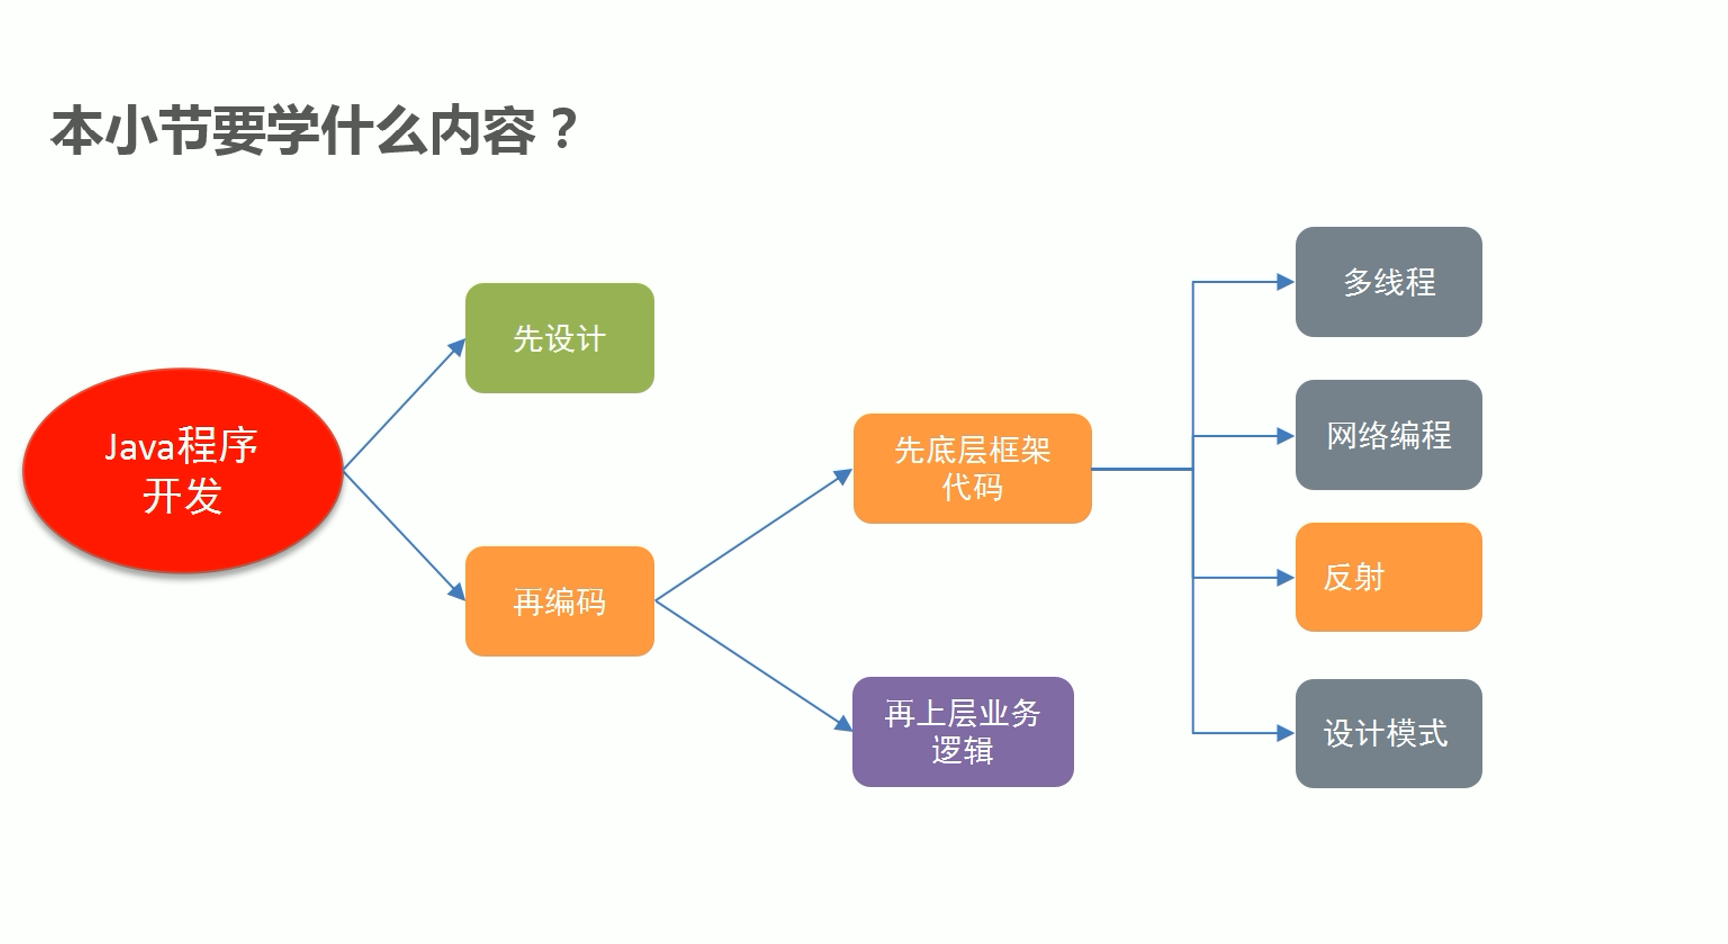 本小节要学什么内容？
Java程序
开发
先设计
再编码
先底层框架
代码
再上层业务
逻辑
多线程
网络编程
反射
设计模式